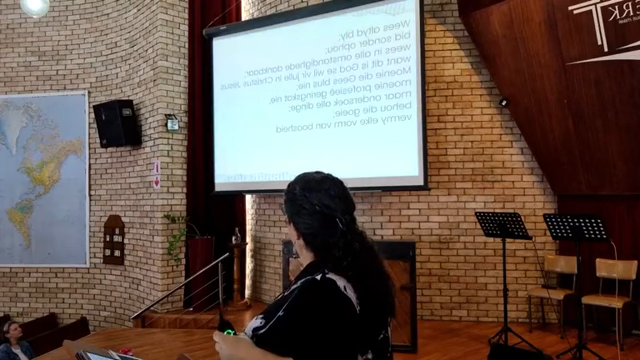 Wees altyd bly;
bid sonder ophou;
wees in alle omstandighede dankbaar;
want dit is God se wil vir julle in Christus Jesus.
Moenie die Gees blus nie;
moenie profesieë geringskat nie,
maar ondersoek alle dinge;
behou die goeie.
vermy elke vorm van boosheid